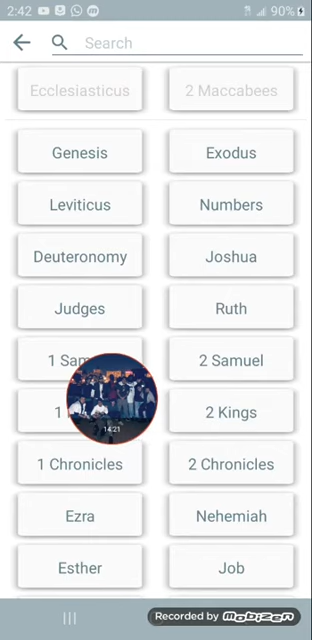 2:42 90%
Search
Ecclesiasticus 2 Maccabees
Genesis Exodus
Leviticus Numbers
Deuteronomy Joshua
Judges Ruth
1 Sam 2 Samuel
1 2 Kings
14:21
1 Chronicles 2 Chronicles
Ezra Nehemiah
Esther Job
Recorded by mobizen